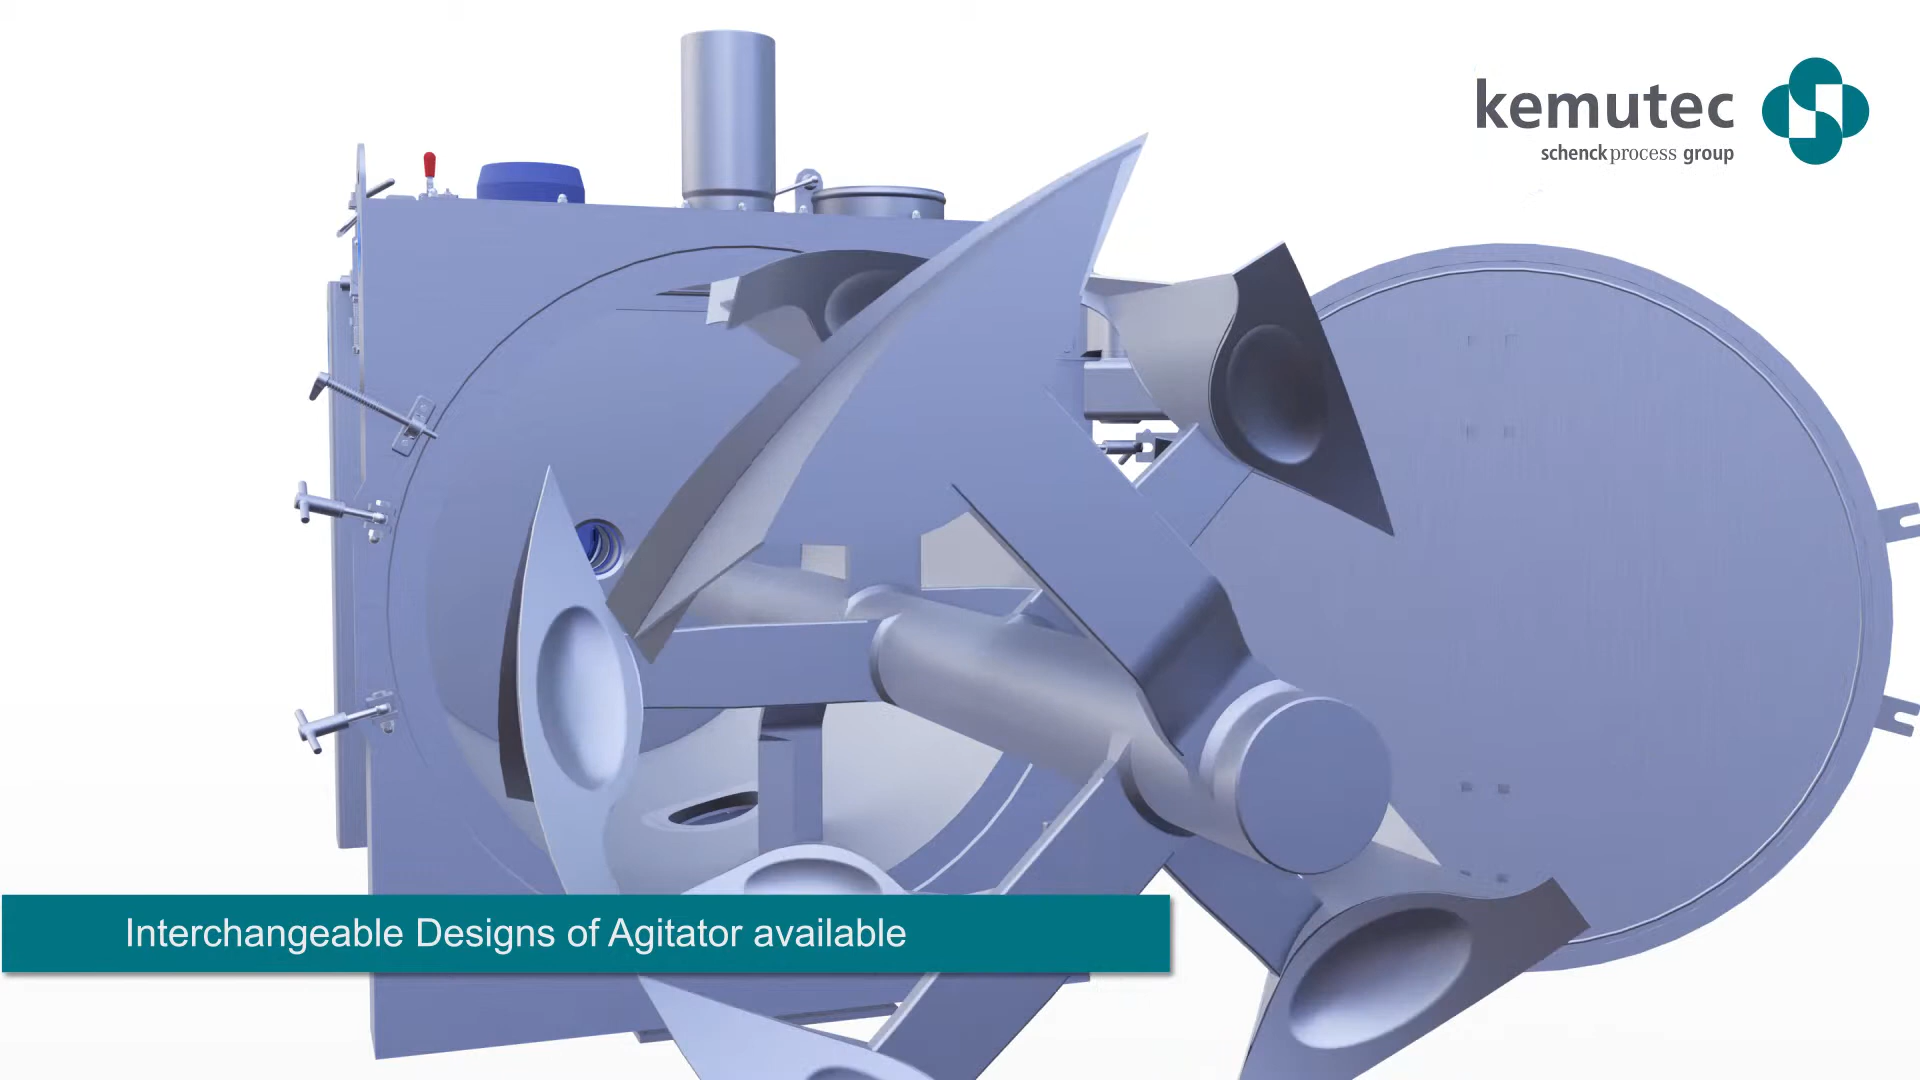 kemutec
schenck process group
Interchangeable Designs of Agitator available